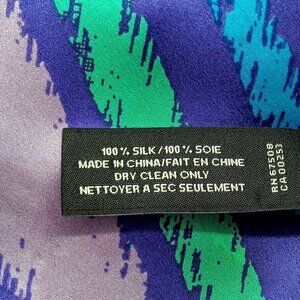 100% SILK/100% SOIE
MADE IN CHINA/FAIT EN CHINE
DRY CLEAN ONLY
NETTOYER A SEC SEULEMENT
RN 67508
CA 00253